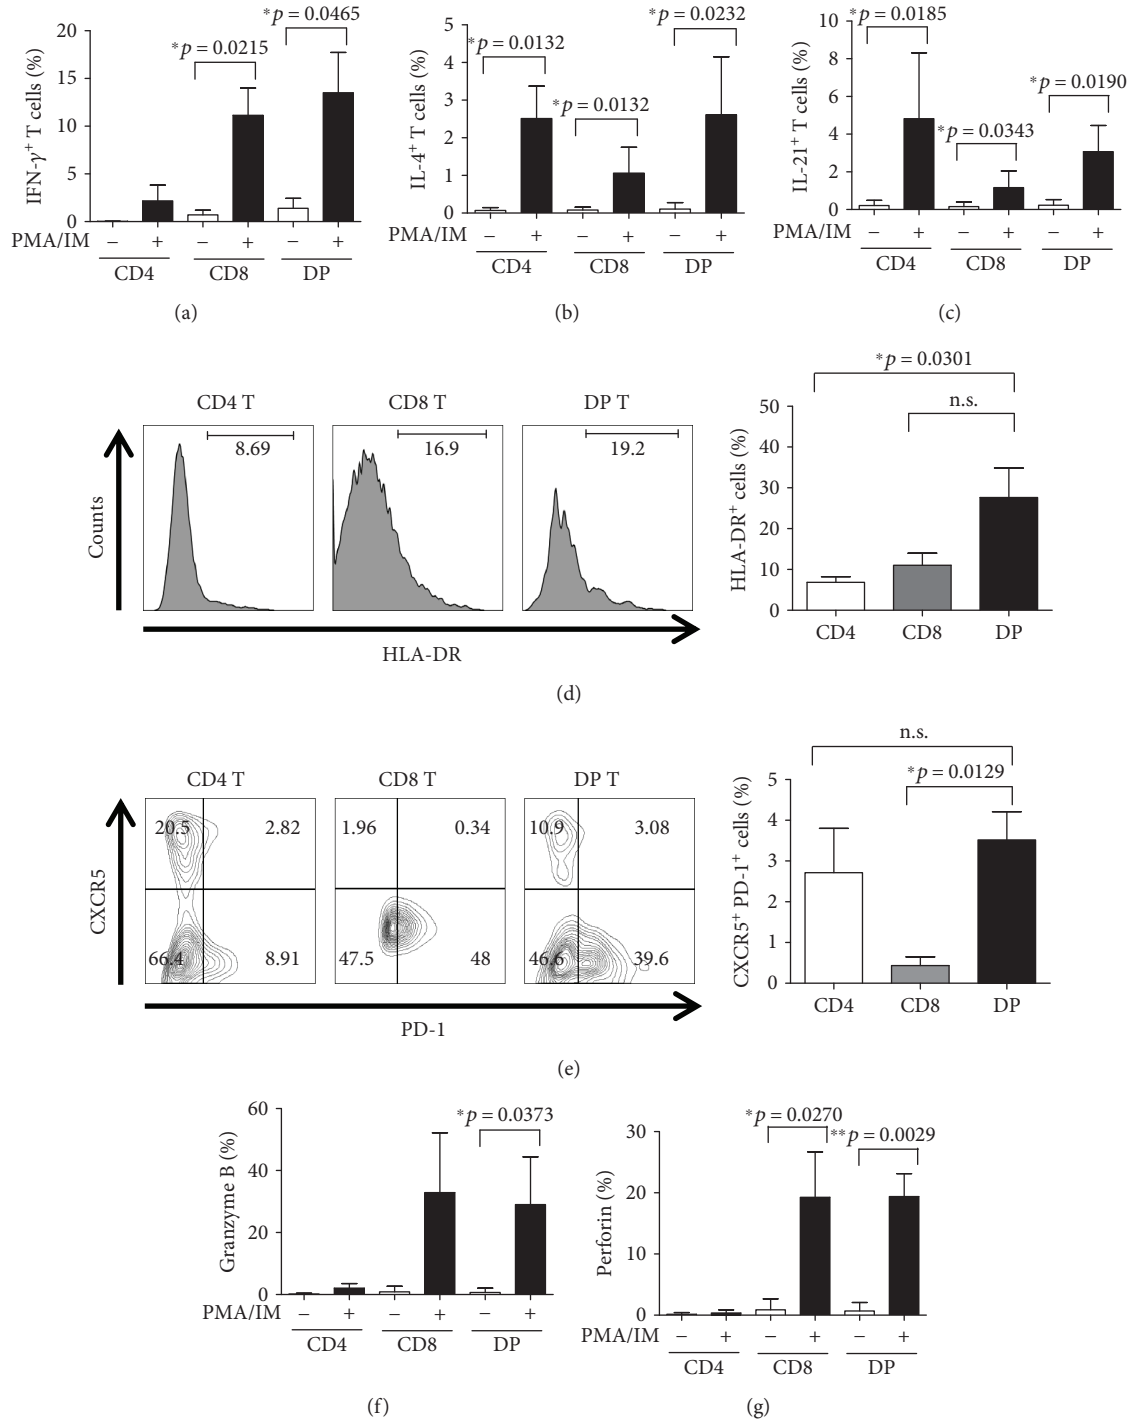 *p = 0.0465
*p = 0.0215
IFN-γ+ T cells (%)
20
15
10
5
0
PMA/IM − + − + − +
CD4 CD8 DP
(a)
*p = 0.0232
*p = 0.0132
*p = 0.0132
IL-4+ T cells (%)
5
4
3
2
1
0
PMA/IM − + − + − +
CD4 CD8 DP
(b)
*p = 0.0185
*p = 0.0190
*p = 0.0343
IL-21+ T cells (%)
10
8
6
4
2
0
PMA/IM − + − + − +
CD4 CD8 DP
(c)
CD4 T CD8 T DP T
8.69 16.9 19.2
Counts
HLA-DR
*p = 0.0301
n.s.
HLA-DR+ cells (%)
50
40
30
20
10
0
CD4 CD8 DP
(d)
CD4 T CD8 T DP T
20.5 2.82 1.96 0.34 10.9 3.08
66.4 8.91 47.5 48 46.6 39.6
CXCR5
PD-1
n.s.
*p = 0.0129
CXCR5+ PD-1+ cells (%)
5
4
3
2
1
0
CD4 CD8 DP
(e)
*p = 0.0373
Granzyme B (%)
60
40
20
0
PMA/IM − + − + − +
CD4 CD8 DP
(f)
*p = 0.0270
**p = 0.0029
Perforin (%)
30
20
10
0
PMA/IM − + − + − +
CD4 CD8 DP
(g)